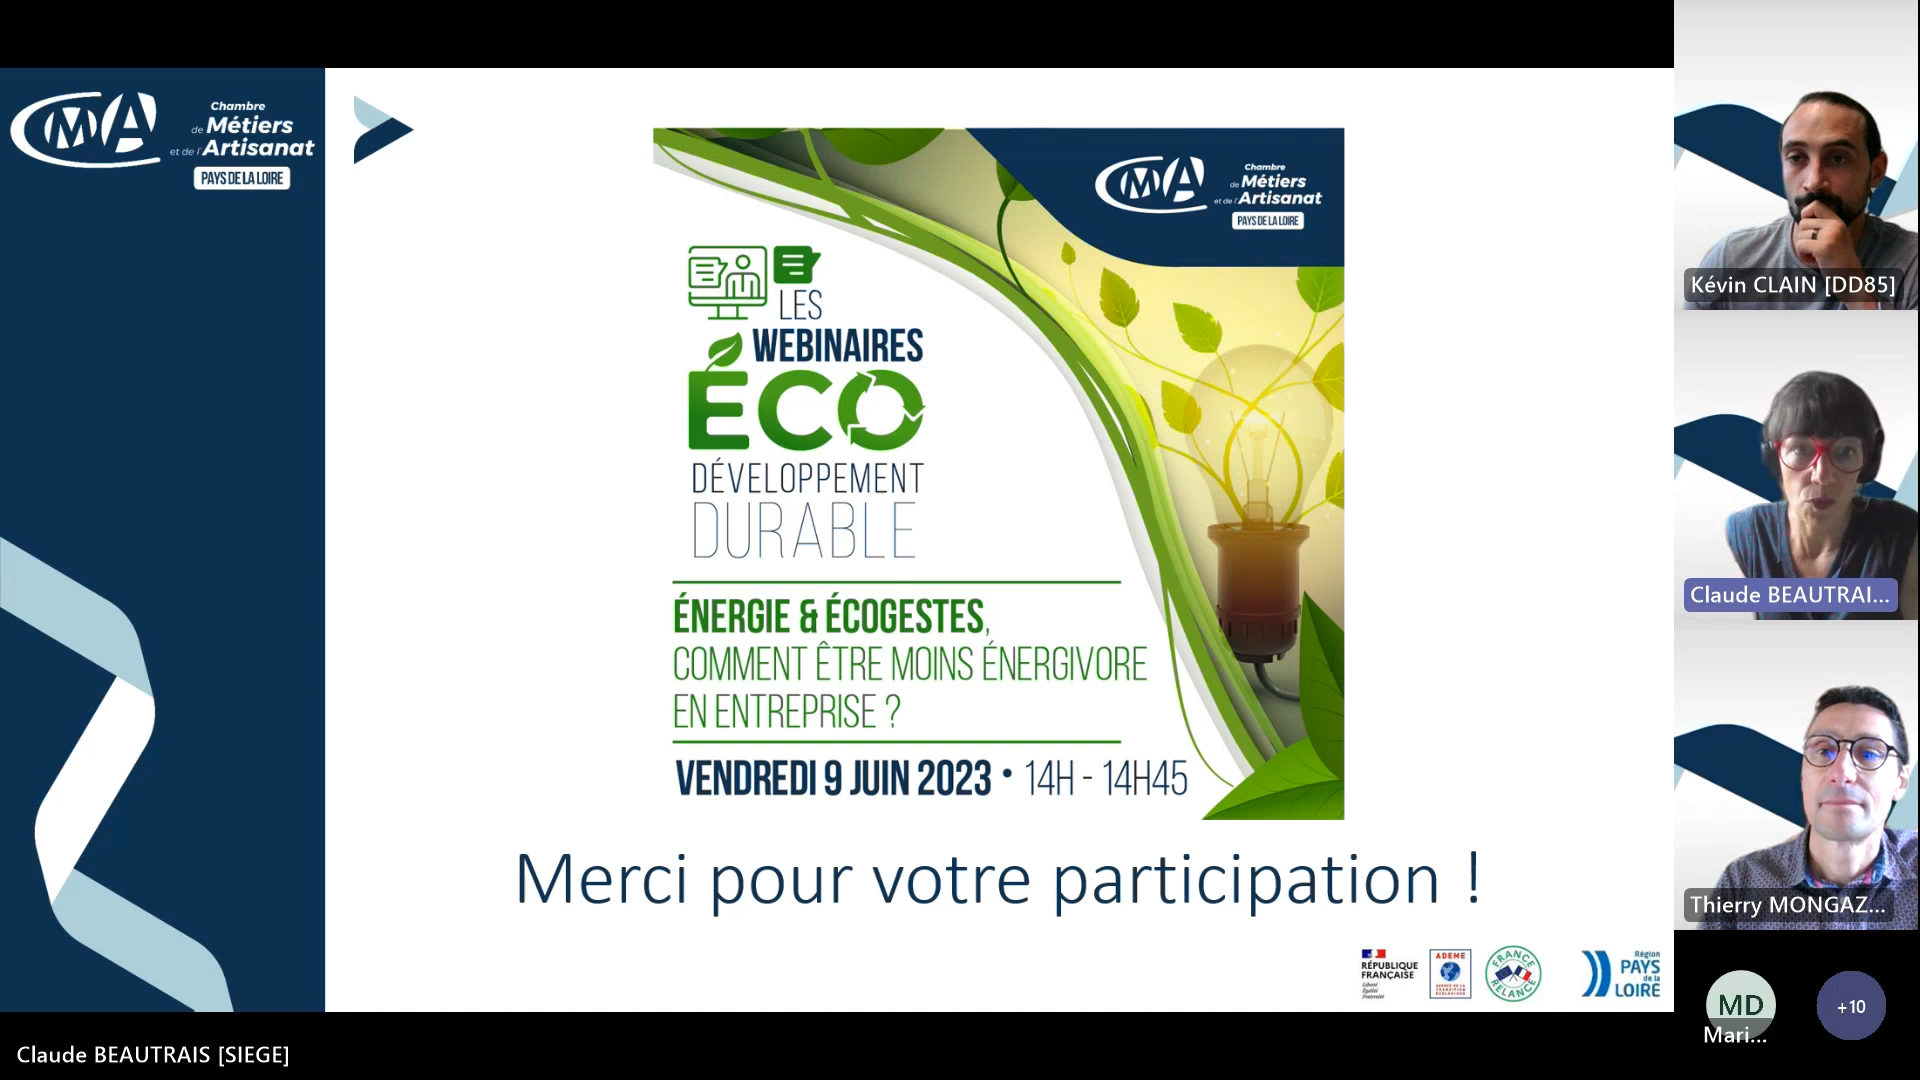 CMA
Chambre
de Métiers
et de l'Artisanat
PAYS DE LA LOIRE
CMA
Chambre
de Métiers
et de l'Artisanat
PAYS DE LA LOIRE
LES
WEBINAIRES
ÉCO
DÉVELOPPEMENT
DURABLE
ÉNERGIE & ÉCOGESTES,
COMMENT ÊTRE MOINS ÉNERGIVORE
EN ENTREPRISE ?
VENDREDI 9 JUIN 2023 • 14H - 14H45
Merci pour votre participation !
RÉPUBLIQUE
FRANÇAISE
Liberté
Égalité
Fraternité
ADEME
AGENCE DE LA
TRANSITION
ÉCOLOGIQUE
FRANCE
RELANCE
Région
PAYS
de la
LOIRE
Kévin CLAIN [DD85]
Claude BEAUTRAI...
Thierry MONGAZ...
MD
Mari...
+10
Claude BEAUTRAIS [SIEGE]